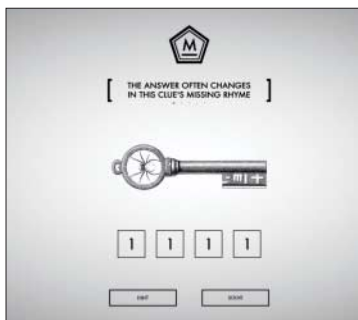 M
[ THE ANSWER OFTEN CHANGES
IN THIS CLUE'S MISSING RHYME ]
1 1 1 1